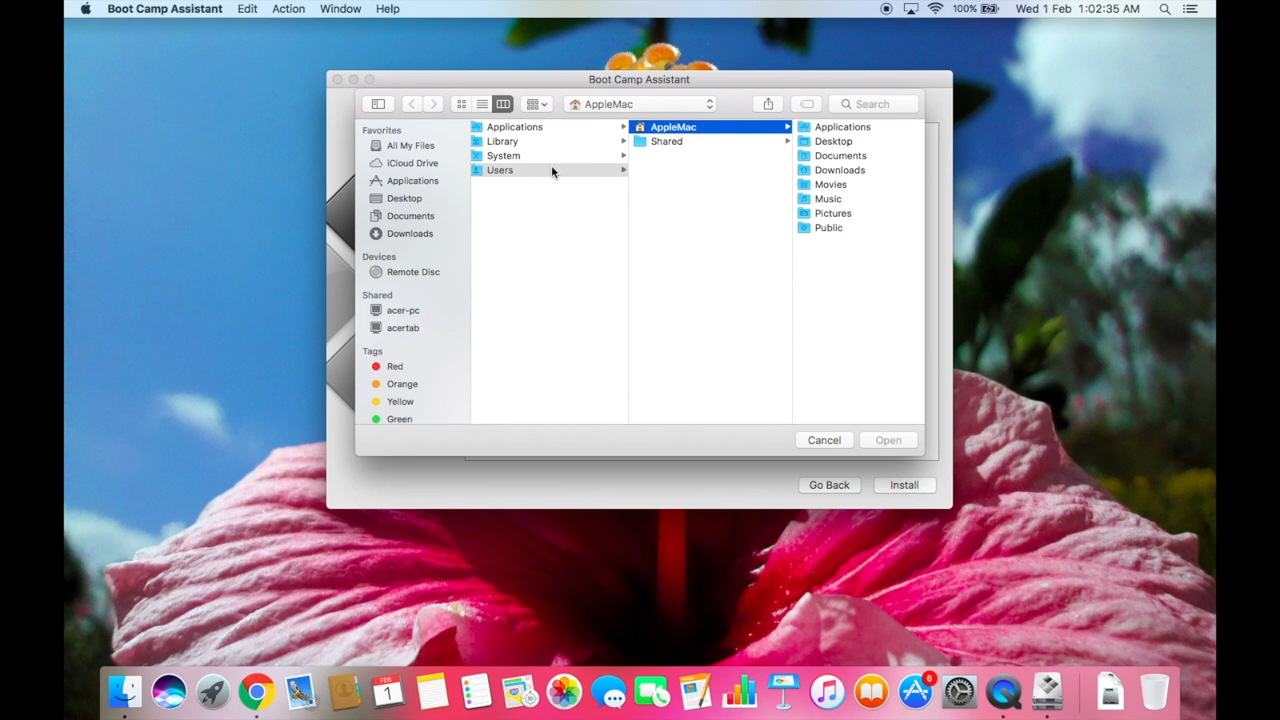 Boot Camp Assistant Edit Action Window Help 100% Wed 1 Feb 1:02:35 AM
Boot Camp Assistant
AppleMac Search
Favorites
All My Files
iCloud Drive
Applications
Desktop
Documents
Downloads
Devices
Remote Disc
Shared
acer-pc
acertab
Tags
Red
Orange
Yellow
Green
Applications
Library
System
Users
AppleMac
Shared
Applications
Desktop
Documents
Downloads
Movies
Music
Pictures
Public
Cancel Open
Go Back Install
FEB
1
6